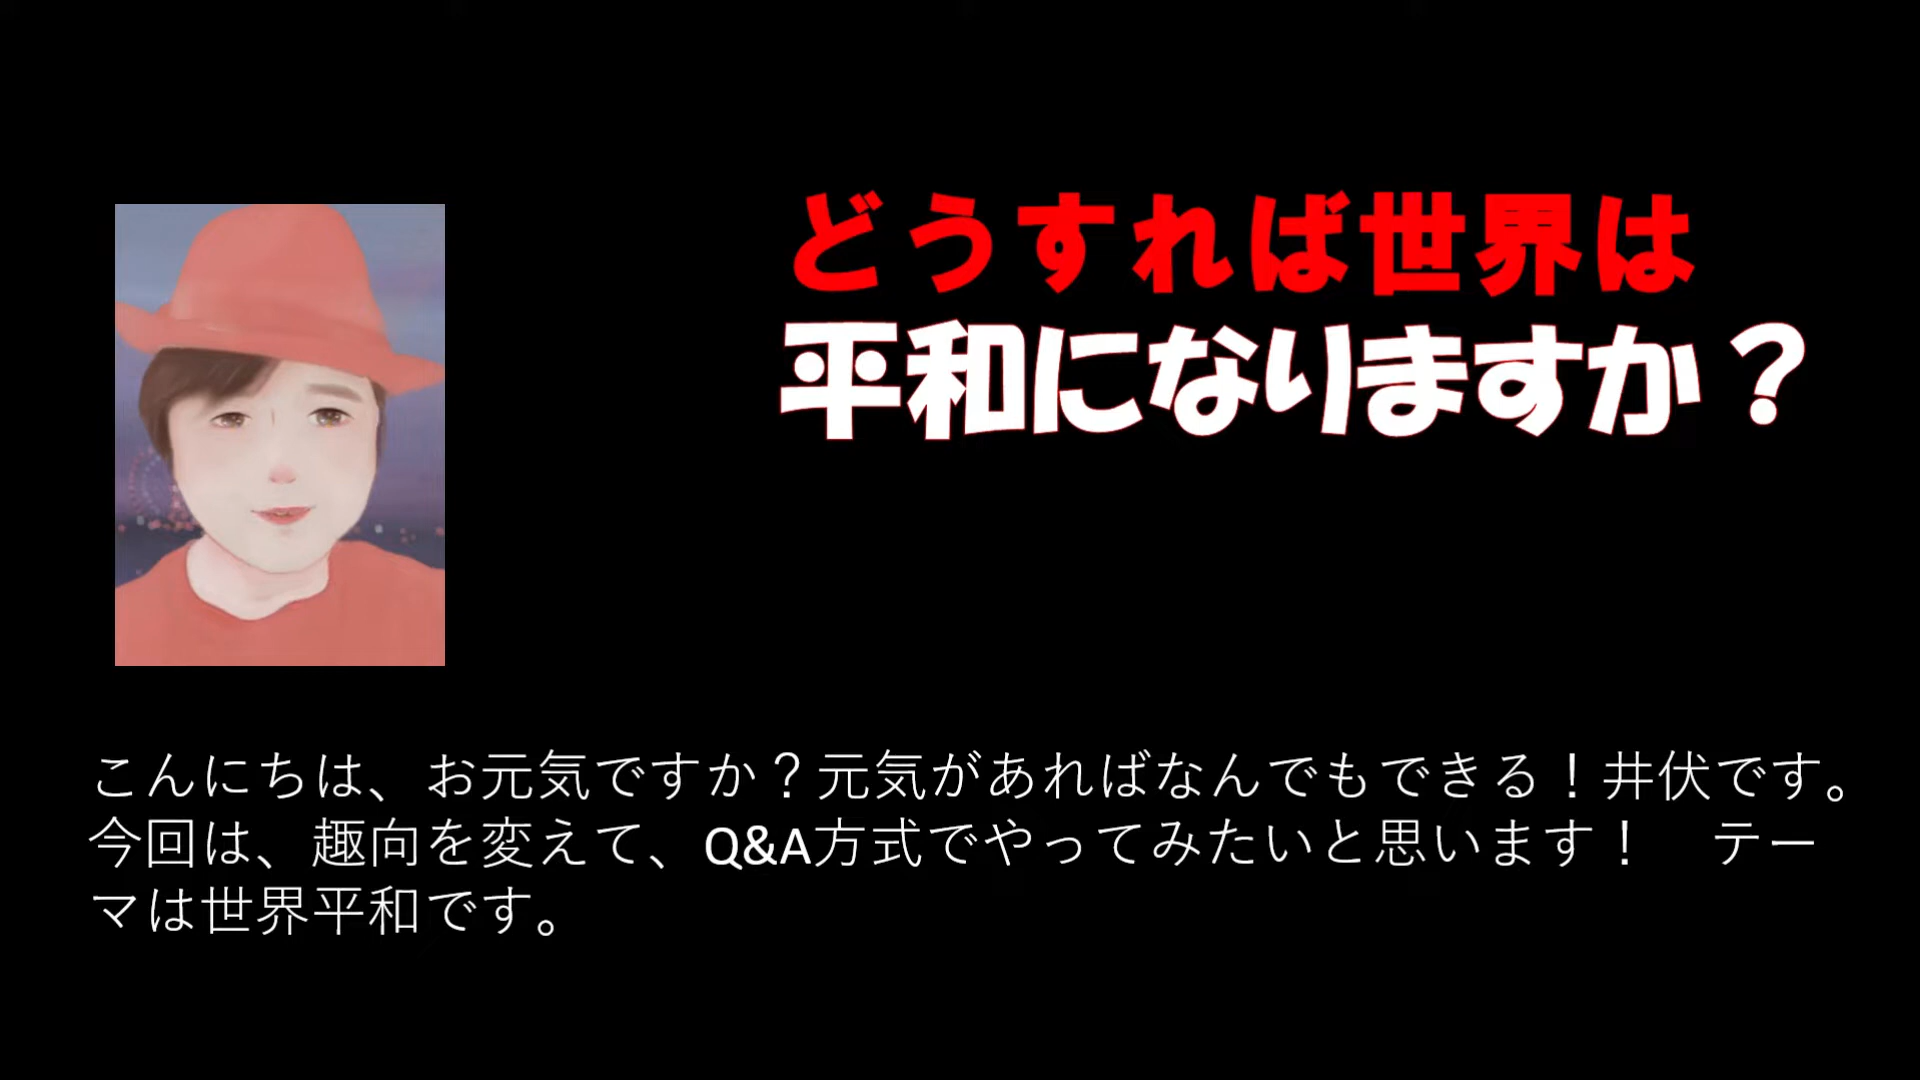 どうすれば世界は
平和になりますか？
こんにちは、お元気ですか？元気があればなんでもできる！井伏です。
今回は、趣向を変えて、Q&A方式でやってみたいと思います！　テー
マは世界平和です。